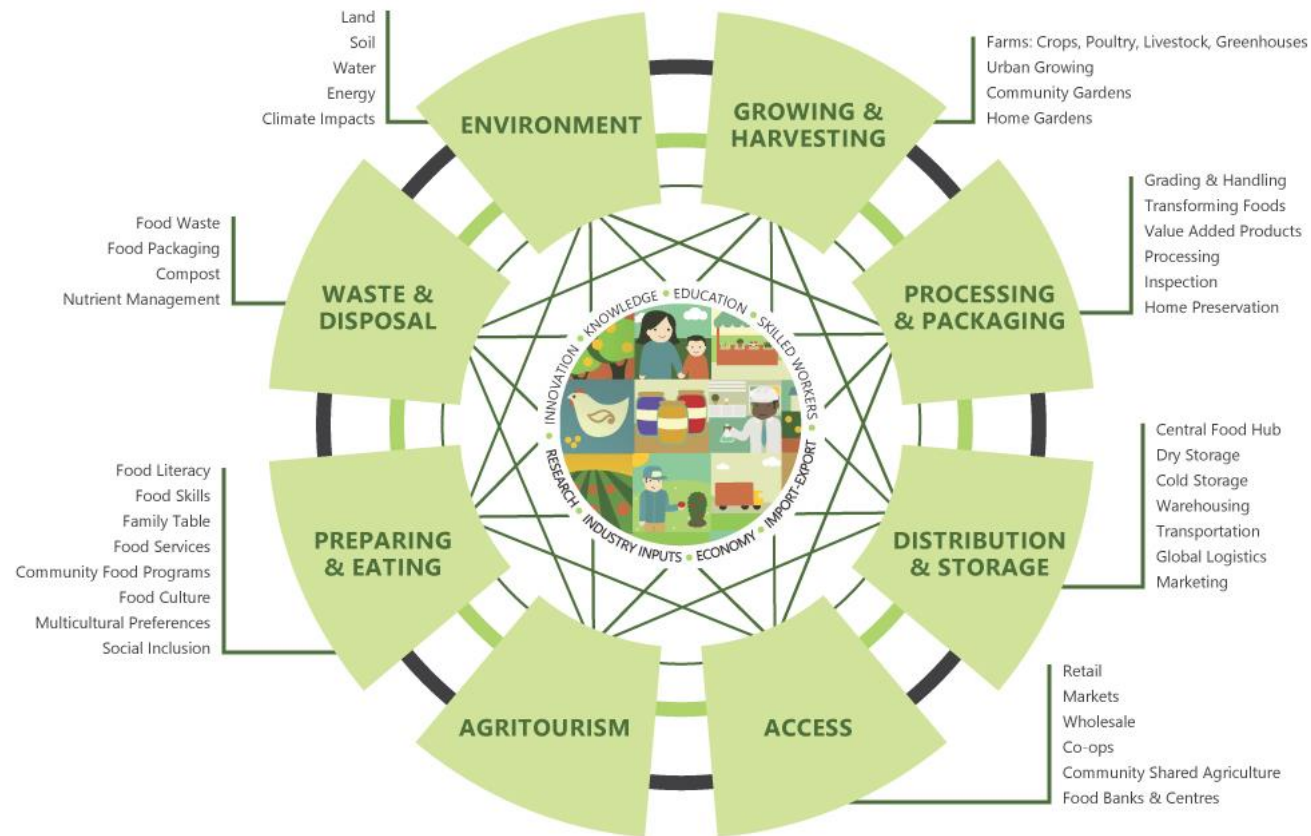 Land
Soil
Water
Energy
Climate Impacts
ENVIRONMENT
GROWING &
HARVESTING
Farms: Crops, Poultry, Livestock, Greenhouses
Urban Growing
Community Gardens
Home Gardens
Grading & Handling
Transforming Foods
Value Added Products
Processing
Inspection
Home Preservation
PROCESSING
& PACKAGING
Central Food Hub
Dry Storage
Cold Storage
Warehousing
Transportation
Global Logistics
Marketing
DISTRIBUTION
& STORAGE
Retail
Markets
Wholesale
Co-ops
Community Shared Agriculture
Food Banks & Centres
ACCESS
AGRITOURISM
Food Literacy
Food Skills
Family Table
Food Services
Community Food Programs
Food Culture
Multicultural Preferences
Social Inclusion
PREPARING
& EATING
Food Waste
Food Packaging
Compost
Nutrient Management
WASTE &
DISPOSAL
INNOVATION • KNOWLEDGE • EDUCATION • SKILLED WORKERS •
RESEARCH • INDUSTRY INPUTS • ECONOMY • IMPORT-EXPORT